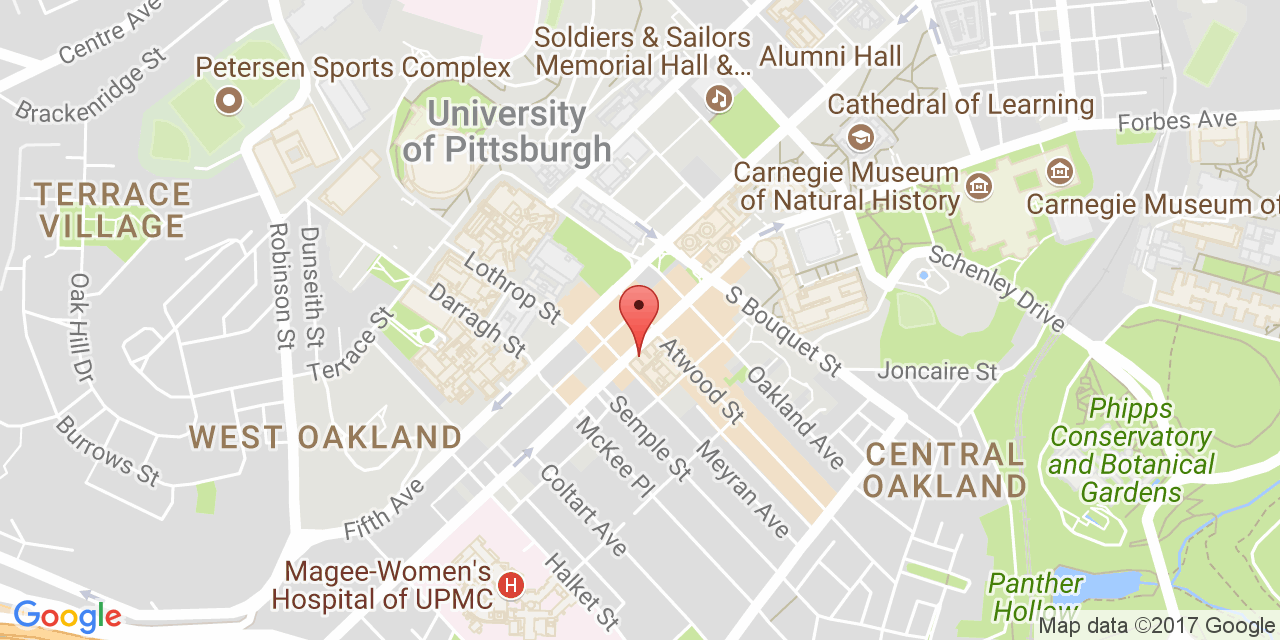 Centre Ave
Brackenridge St
Petersen Sports Complex
Soldiers & Sailors
Memorial Hall &...
Alumni Hall
University
of Pittsburgh
Cathedral of Learning
Forbes Ave
Carnegie Museum
of Natural History
Carnegie Museum of
TERRACE
VILLAGE
Robinson St
Dunseith St
Oak Hill Dr
Lothrop St
Darragh St
Terrace St
Schenley Drive
S Bouquet St
Joncaire St
Atwood St
Oakland Ave
WEST OAKLAND
Burrows St
Semple St
McKee Pl
Meyran Ave
Coltart Ave
Fifth Ave
Halket St
CENTRAL
OAKLAND
Phipps
Conservatory
and Botanical
Gardens
Magee-Women's
Hospital of UPMC
H
Panther
Hollow
Google
Map data ©2017 Google